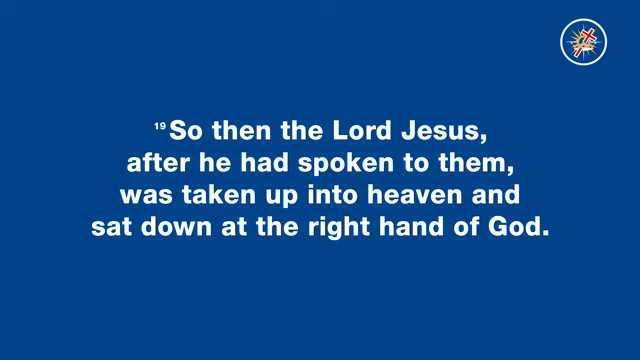 19 So then the Lord Jesus,
after he had spoken to them,
was taken up into heaven and
sat down at the right hand of God.